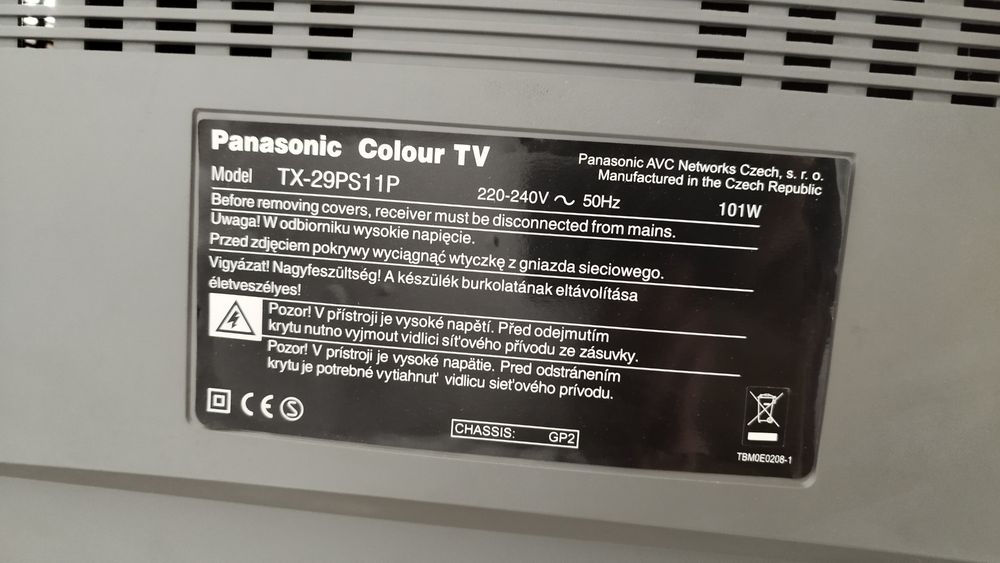 Panasonic Colour TV
Panasonic AVC Networks Czech, s. r. o.
Manufactured in the Czech Republic
Model TX-29PS11P 220-240V ~ 50Hz 101W
Before removing covers, receiver must be disconnected from mains.
Uwaga! W odbiorniku wysokie napięcie.
Przed zdjęciem pokrywy wyciągnąć wtyczkę z gniazda sieciowego.
Vigyázat! Nagyfeszültség! A készülék burkolatának eltávolítása
életveszélyes!
Pozor! V přístroji je vysoké napětí. Před odejmutím
krytu nutno vyjmout vidlici síťového přívodu ze zásuvky.
Pozor! V prístroji je vysoké napätie. Pred odstránením
krytu je potrebné vytiahnuť vidlicu sieťového prívodu.
CE S
CHASSIS: GP2
TBM0E0208-1